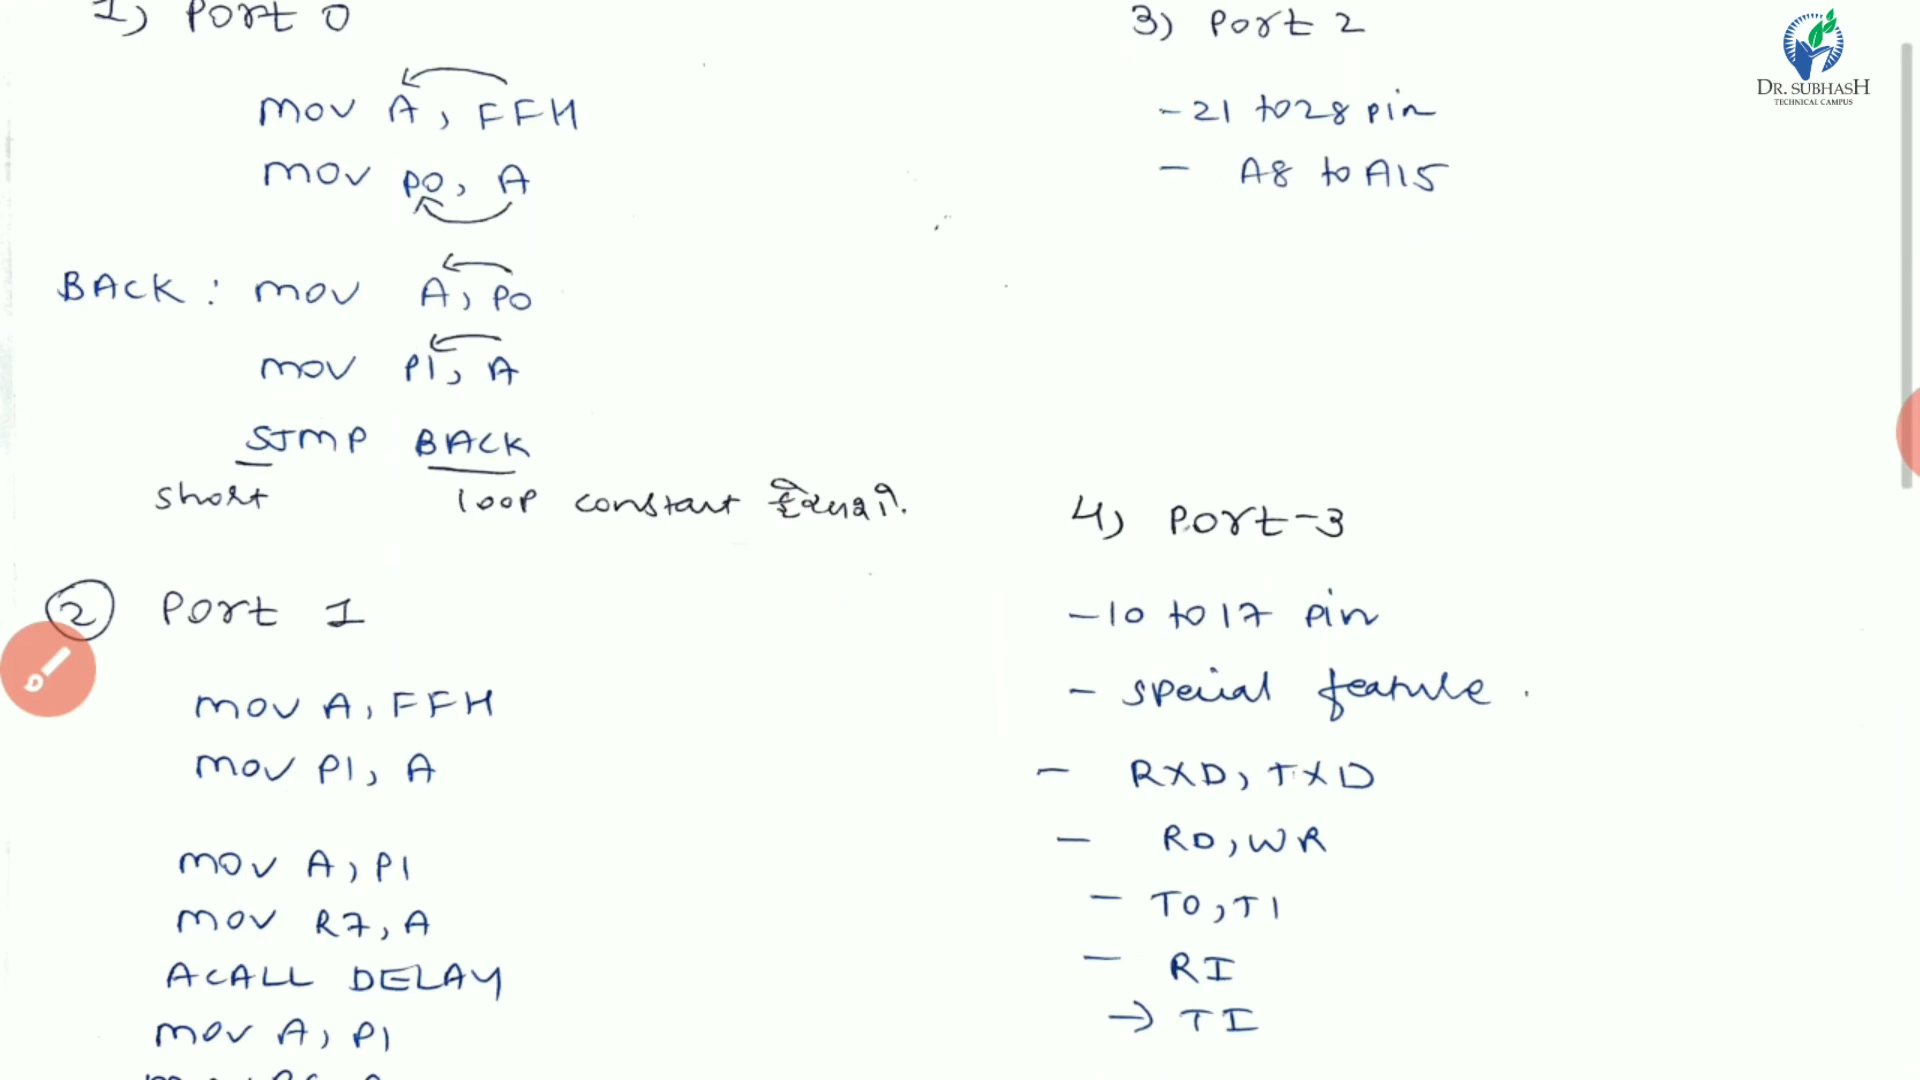 1) Port 0
mov A, FFH
mov P0, A
BACK : mov A, P0
mov P1, A
SJMP BACK
short loop constant
② Port 1
mov A, FFH
mov P1, A
mov A, P1
mov R7, A
ACALL DELAY
mov A, P1
3) Port 2
- 21 to 28 pin
- A8 to A15
4) Port-3
- 10 to 17 pin
- special feature .
- RXD, TXD
- RD, WR
- T0, T1
- RI
→ TI
DR. SUBHASH
TECHNICAL CAMPUS